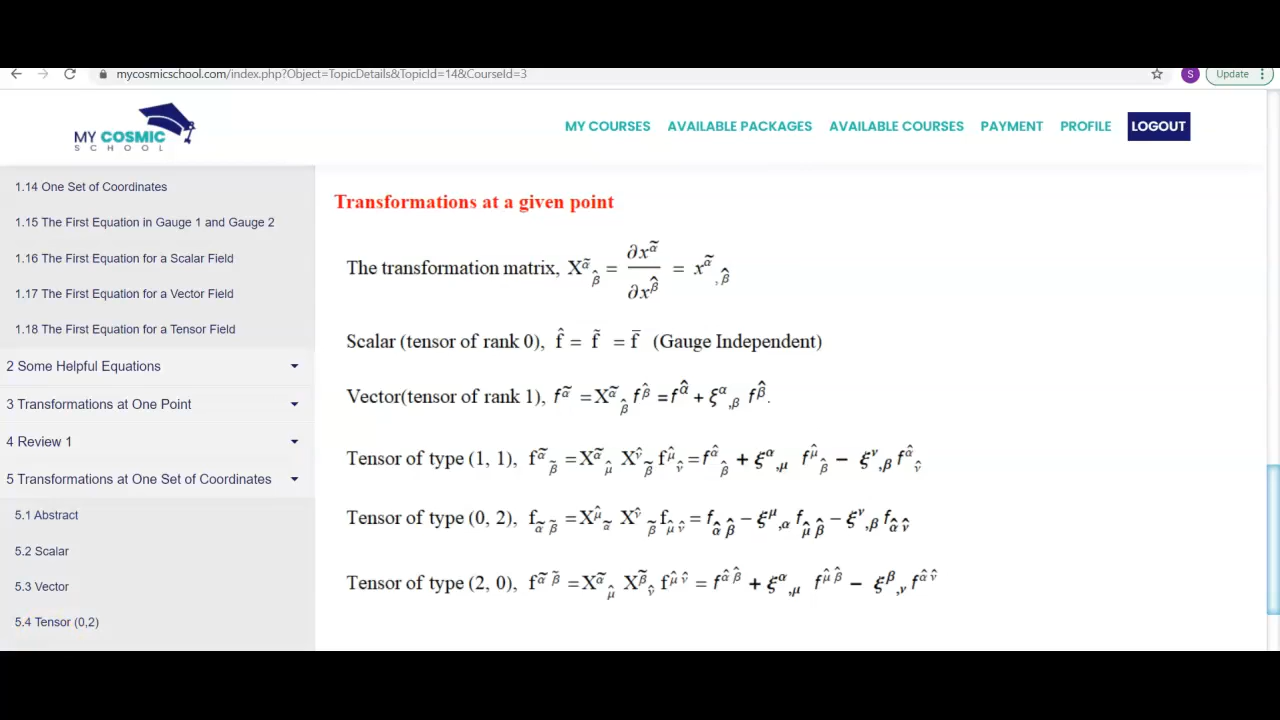 mycosmicschool.com/index.php?Object=TopicDetails&TopicId=14&CourseId=3
S
Update
MY COSMIC
SCHOOL
MY COURSES AVAILABLE PACKAGES AVAILABLE COURSES PAYMENT PROFILE LOGOUT
1.14 One Set of Coordinates
1.15 The First Equation in Gauge 1 and Gauge 2
1.16 The First Equation for a Scalar Field
1.17 The First Equation for a Vector Field
1.18 The First Equation for a Tensor Field
2 Some Helpful Equations
3 Transformations at One Point
4 Review 1
5 Transformations at One Set of Coordinates
5.1 Abstract
5.2 Scalar
5.3 Vector
5.4 Tensor (0,2)
Transformations at a given point
The transformation matrix, X^α̃_β̂ = ∂x^α̃ / ∂x^β̂ = x^α̃_,β̂
Scalar (tensor of rank 0), f̂ = f̃ = f̄ (Gauge Independent)
Vector(tensor of rank 1), f^α̃ = X^α̃_β̂ f^β̂ = f^α̂ + ξ^α_,β f^β̂.
Tensor of type (1, 1), f^α̃_β̃ = X^α̃_μ̂ X^ν̂_β̃ f^μ̂_ν̂ = f^α̂_β̂ + ξ^α_,μ f^μ̂_β̂ − ξ^ν_,β f^α̂_ν̂
Tensor of type (0, 2), f_α̃ β̃ = X^μ̂_α̃ X^ν̂_β̃ f_μ̂ ν̂ = f_α̂ β̂ − ξ^μ_,α f_μ̂ β̂ − ξ^ν_,β f_α̂ ν̂
Tensor of type (2, 0), f^α̃ β̃ = X^α̃_μ̂ X^β̃_ν̂ f^μ̂ ν̂ = f^α̂ β̂ + ξ^α_,μ f^μ̂ β̂ − ξ^β_,ν f^α̂ ν̂